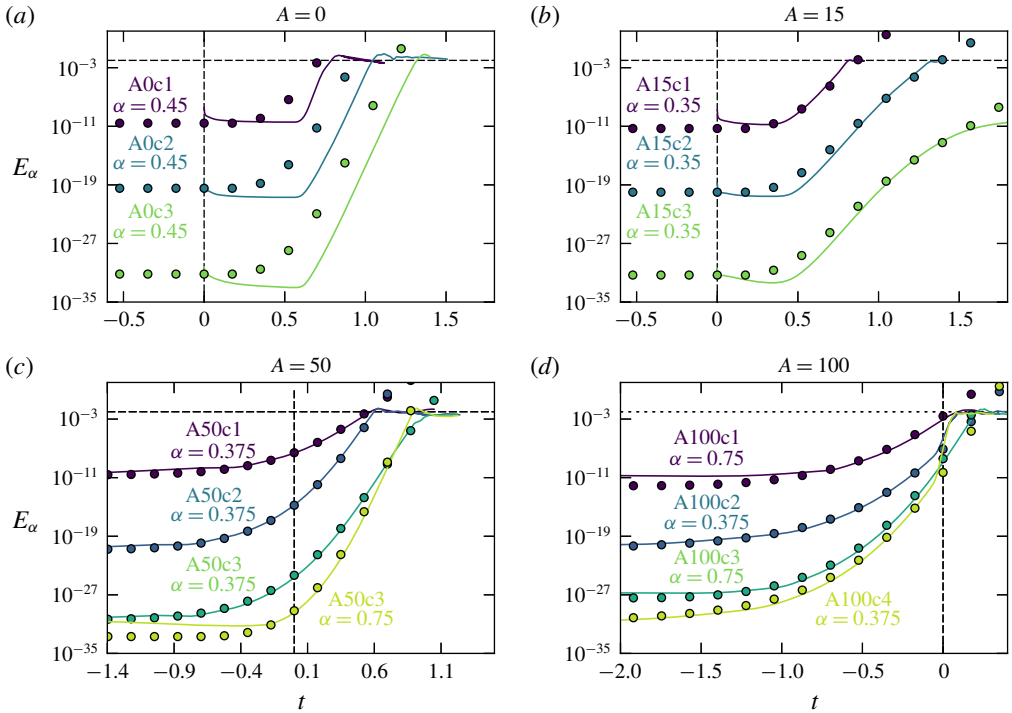 (a)
A = 0
10⁻³
10⁻¹¹
10⁻¹⁹
10⁻²⁷
10⁻³⁵
E_α
A0c1
α = 0.45
A0c2
α = 0.45
A0c3
α = 0.45
−0.5
0
0.5
1.0
1.5
(b)
A = 15
10⁻³
10⁻¹¹
10⁻¹⁹
10⁻²⁷
10⁻³⁵
A15c1
α = 0.35
A15c2
α = 0.35
A15c3
α = 0.35
−0.5
0
0.5
1.0
1.5
(c)
A = 50
10⁻³
10⁻¹¹
10⁻¹⁹
10⁻²⁷
10⁻³⁵
E_α
A50c1
α = 0.375
A50c2
α = 0.375
A50c3
α = 0.375
A50c3
α = 0.75
−1.4
−0.9
−0.4
0.1
0.6
1.1
t
(d)
A = 100
10⁻³
10⁻¹¹
10⁻¹⁹
10⁻²⁷
10⁻³⁵
A100c1
α = 0.75
A100c2
α = 0.375
A100c3
α = 0.75
A100c4
α = 0.375
−2.0
−1.5
−1.0
−0.5
0
t